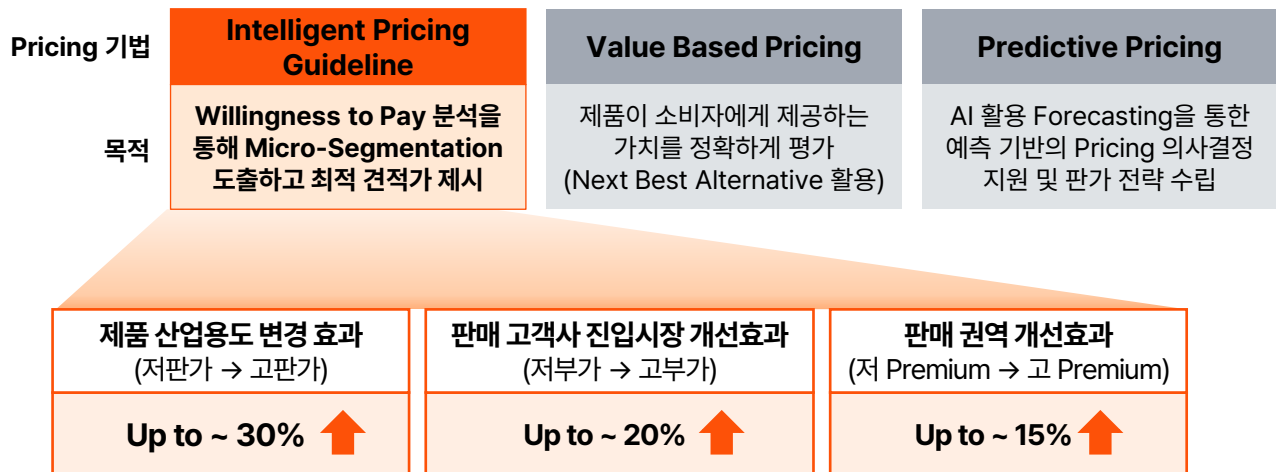 Pricing 기법
Intelligent Pricing
Guideline
Value Based Pricing
Predictive Pricing
목적
Willingness to Pay 분석을
통해 Micro-Segmentation
도출하고 최적 견적가 제시
제품이 소비자에게 제공하는
가치를 정확하게 평가
(Next Best Alternative 활용)
AI 활용 Forecasting을 통한
예측 기반의 Pricing 의사결정
지원 및 판가 전략 수립
제품 산업용도 변경 효과
(저판가 → 고판가)
Up to ~ 30%
판매 고객사 진입시장 개선효과
(저부가 → 고부가)
Up to ~ 20%
판매 권역 개선효과
(저 Premium → 고 Premium)
Up to ~ 15%